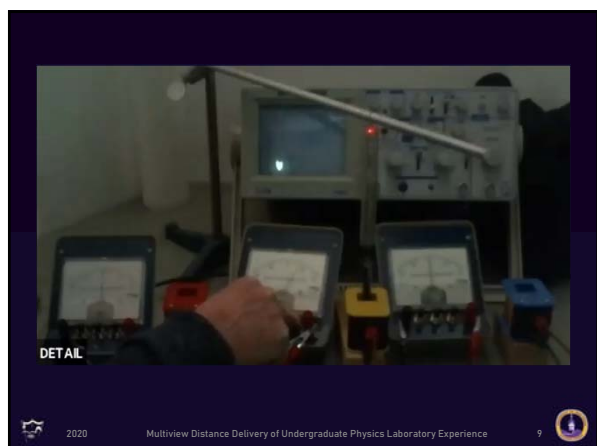 DETAIL
2020 Multiview Distance Delivery of Undergraduate Physics Laboratory Experience 9